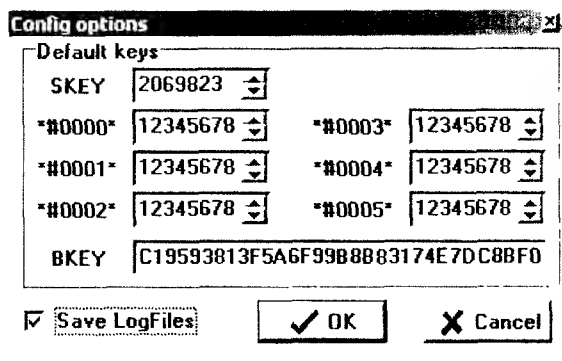 Config options
Default keys
SKEY 2069823
*#0000* 12345678 *#0003* 12345678
*#0001* 12345678 *#0004* 12345678
*#0002* 12345678 *#0005* 12345678
BKEY C19593813F5A6F99B8B83174E7DC8BF0
Save LogFiles OK Cancel